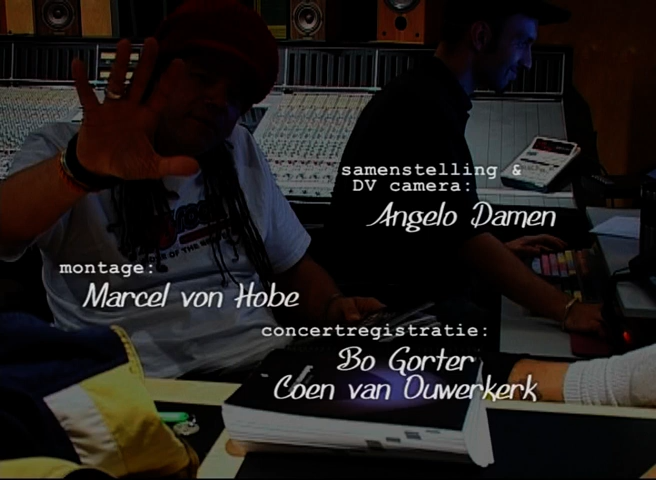 samenstelling &
DV camera:
Angelo Damen
montage:
Marcel von Hobe
concertregistratie:
Bo Gorter
Coen van Ouwerkerk